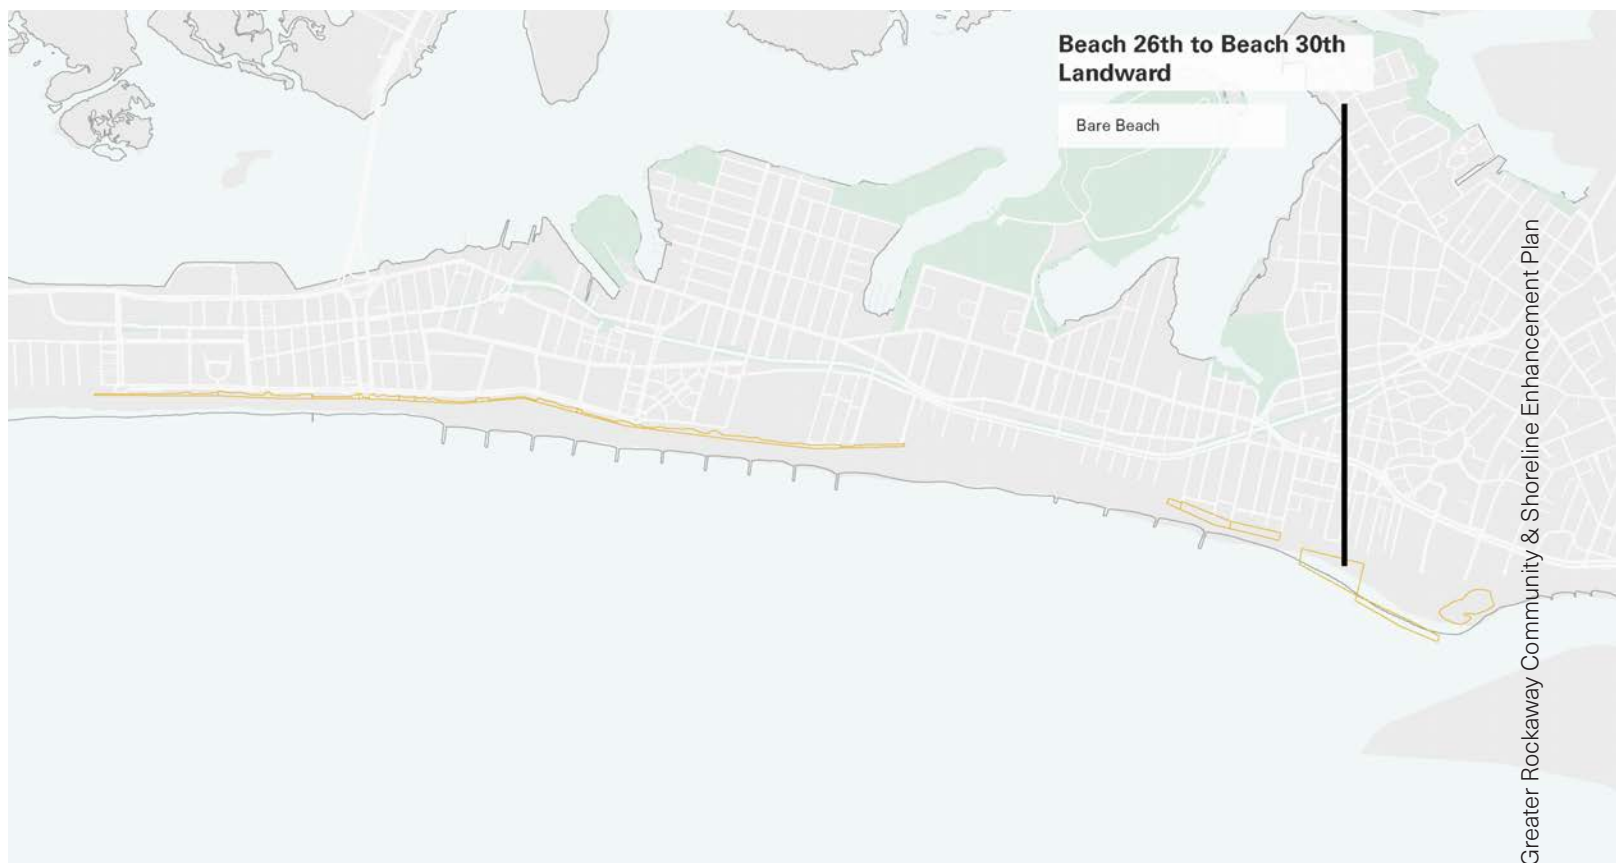 Beach 26th to Beach 30th
Landward
Bare Beach
Greater Rockaway Community & Shoreline Enhancement Plan